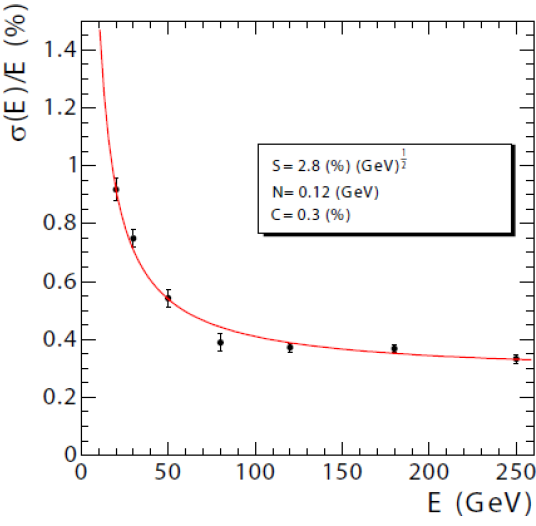 σ(E)/E (%)
1.4
1.2
1
0.8
0.6
0.4
0.2
0
S= 2.8 (%) (GeV)^1/2
N= 0.12 (GeV)
C= 0.3 (%)
0 50 100 150 200 250
E (GeV)